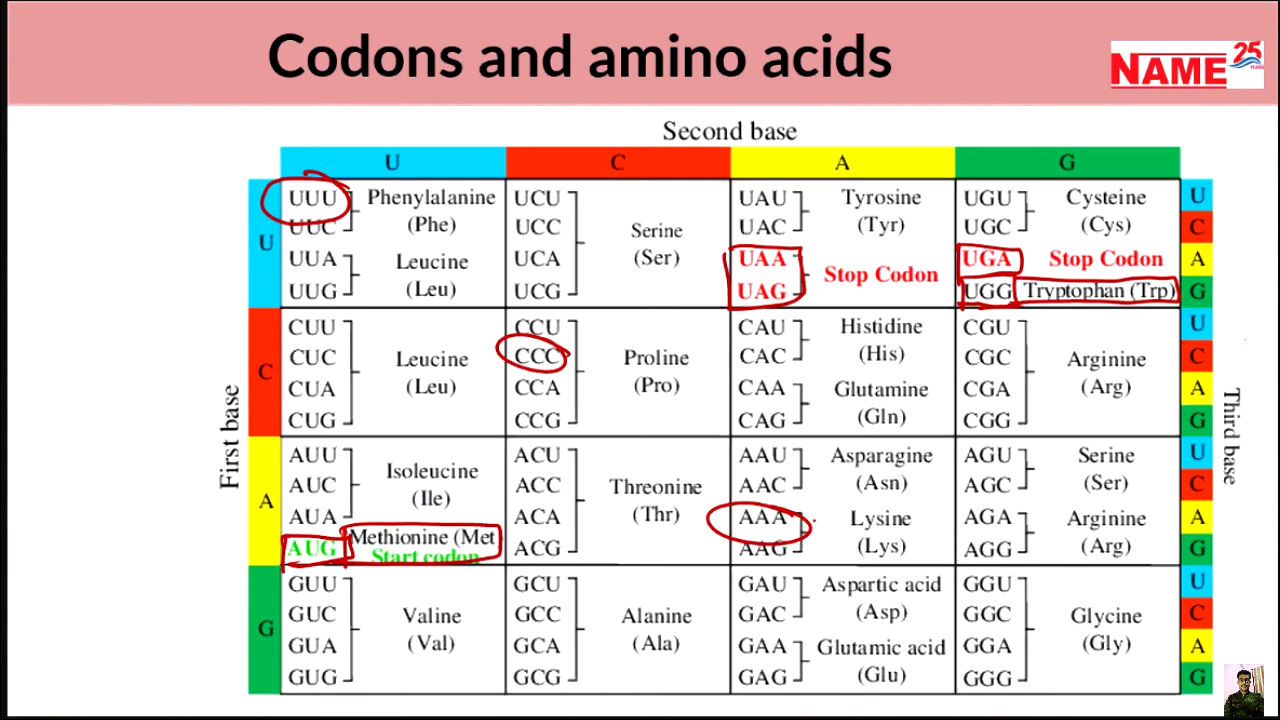 Codons and amino acids
NAME 25
YEARS
Second base
U C A G
First base
Third base
U
UUU
UUC
Phenylalanine
(Phe)
UUA
UUG
Leucine
(Leu)
UCU
UCC
UCA
UCG
Serine
(Ser)
UAU
UAC
Tyrosine
(Tyr)
UAA
UAG
Stop Codon
UGU
UGC
Cysteine
(Cys)
UGA Stop Codon
UGG Tryptophan (Trp)
U
C
A
G
C
CUU
CUC
CUA
CUG
Leucine
(Leu)
CCU
CCC
CCA
CCG
Proline
(Pro)
CAU
CAC
Histidine
(His)
CAA
CAG
Glutamine
(Gln)
CGU
CGC
CGA
CGG
Arginine
(Arg)
U
C
A
G
A
AUU
AUC
AUA
Isoleucine
(Ile)
AUG
Methionine (Met
Start codon
ACU
ACC
ACA
ACG
Threonine
(Thr)
AAU
AAC
Asparagine
(Asn)
AAA
AAG
Lysine
(Lys)
AGU
AGC
Serine
(Ser)
AGA
AGG
Arginine
(Arg)
U
C
A
G
G
GUU
GUC
GUA
GUG
Valine
(Val)
GCU
GCC
GCA
GCG
Alanine
(Ala)
GAU
GAC
Aspartic acid
(Asp)
GAA
GAG
Glutamic acid
(Glu)
GGU
GGC
GGA
GGG
Glycine
(Gly)
U
C
A
G